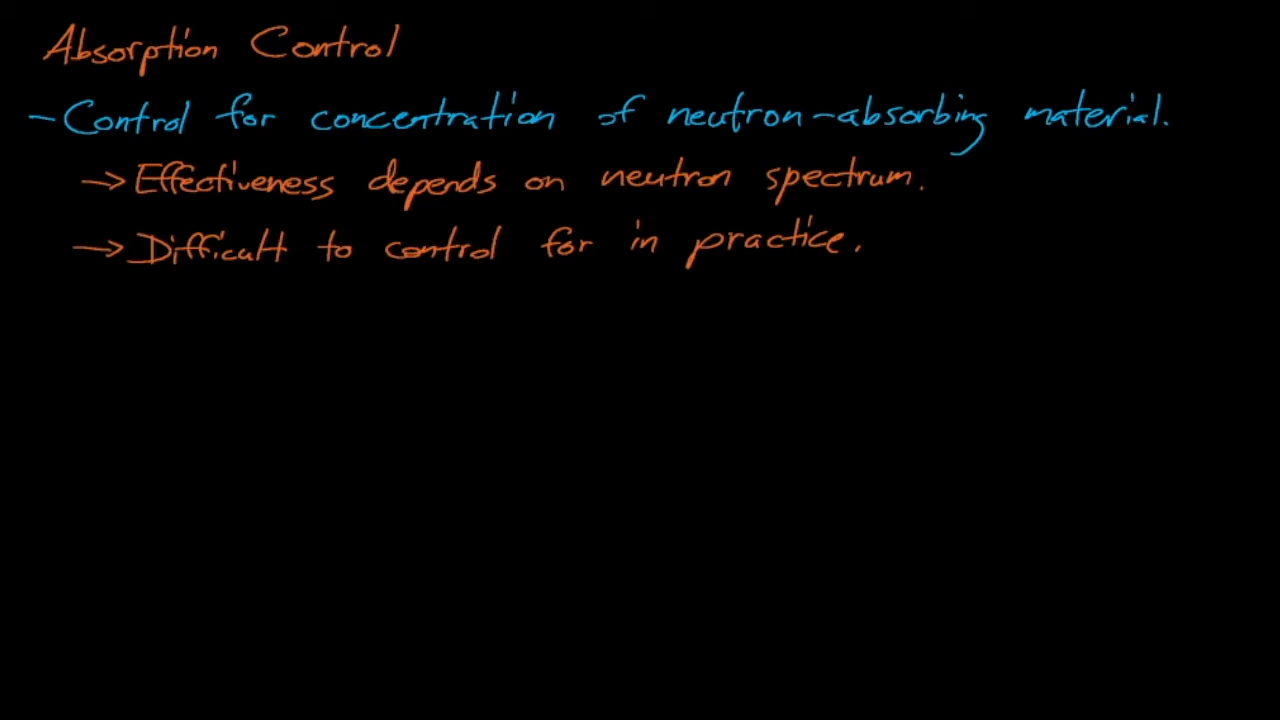 Absorption Control
- Control for concentration of neutron-absorbing material.
→ Effectiveness depends on neutron spectrum.
→ Difficult to control for in practice.